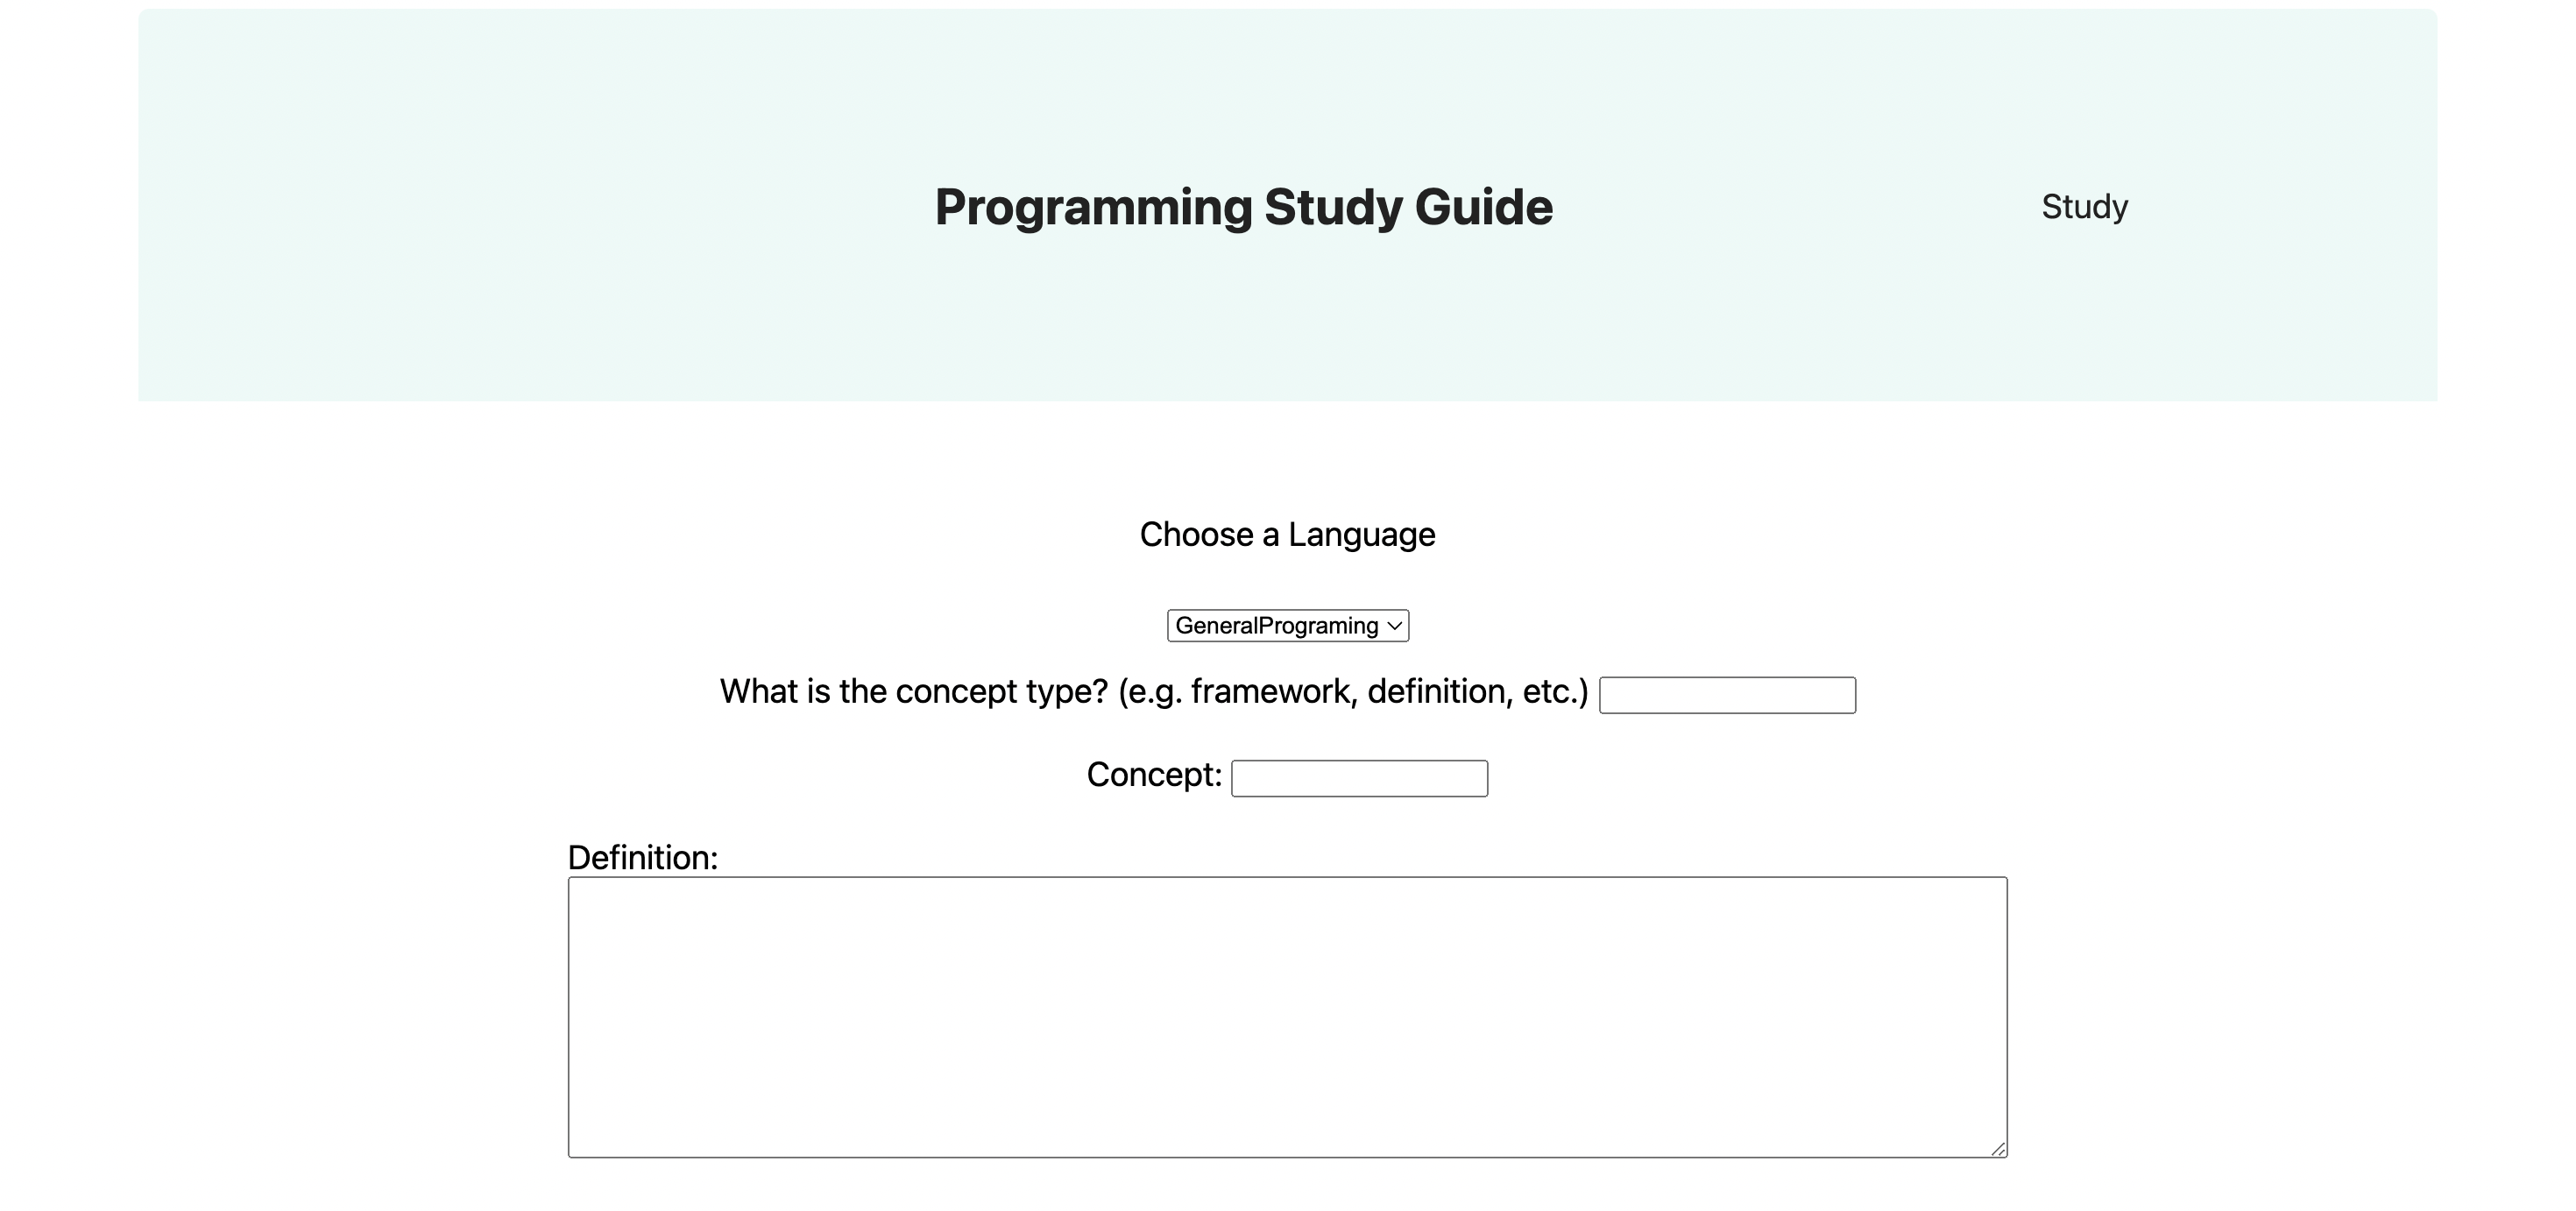 Programming Study Guide
Study
Choose a Language
GeneralPrograming
What is the concept type? (e.g. framework, definition, etc.)
Concept:
Definition: